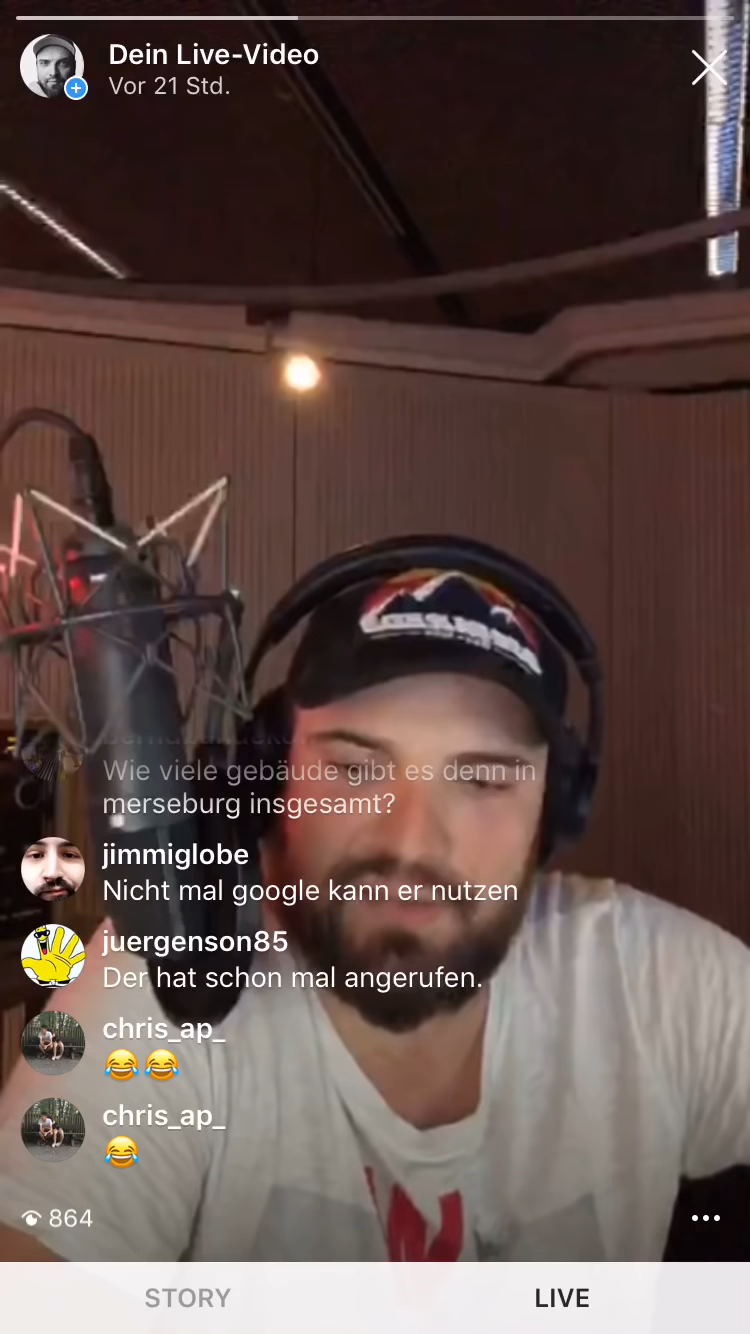 Dein Live-Video
Vor 21 Std.
Wie viele gebäude gibt es denn in
merseburg insgesamt?
jimmiglobe
Nicht mal google kann er nutzen
juergenson85
Der hat schon mal angerufen.
chris_ap_
😂😂
chris_ap_
😂
864
STORY
LIVE